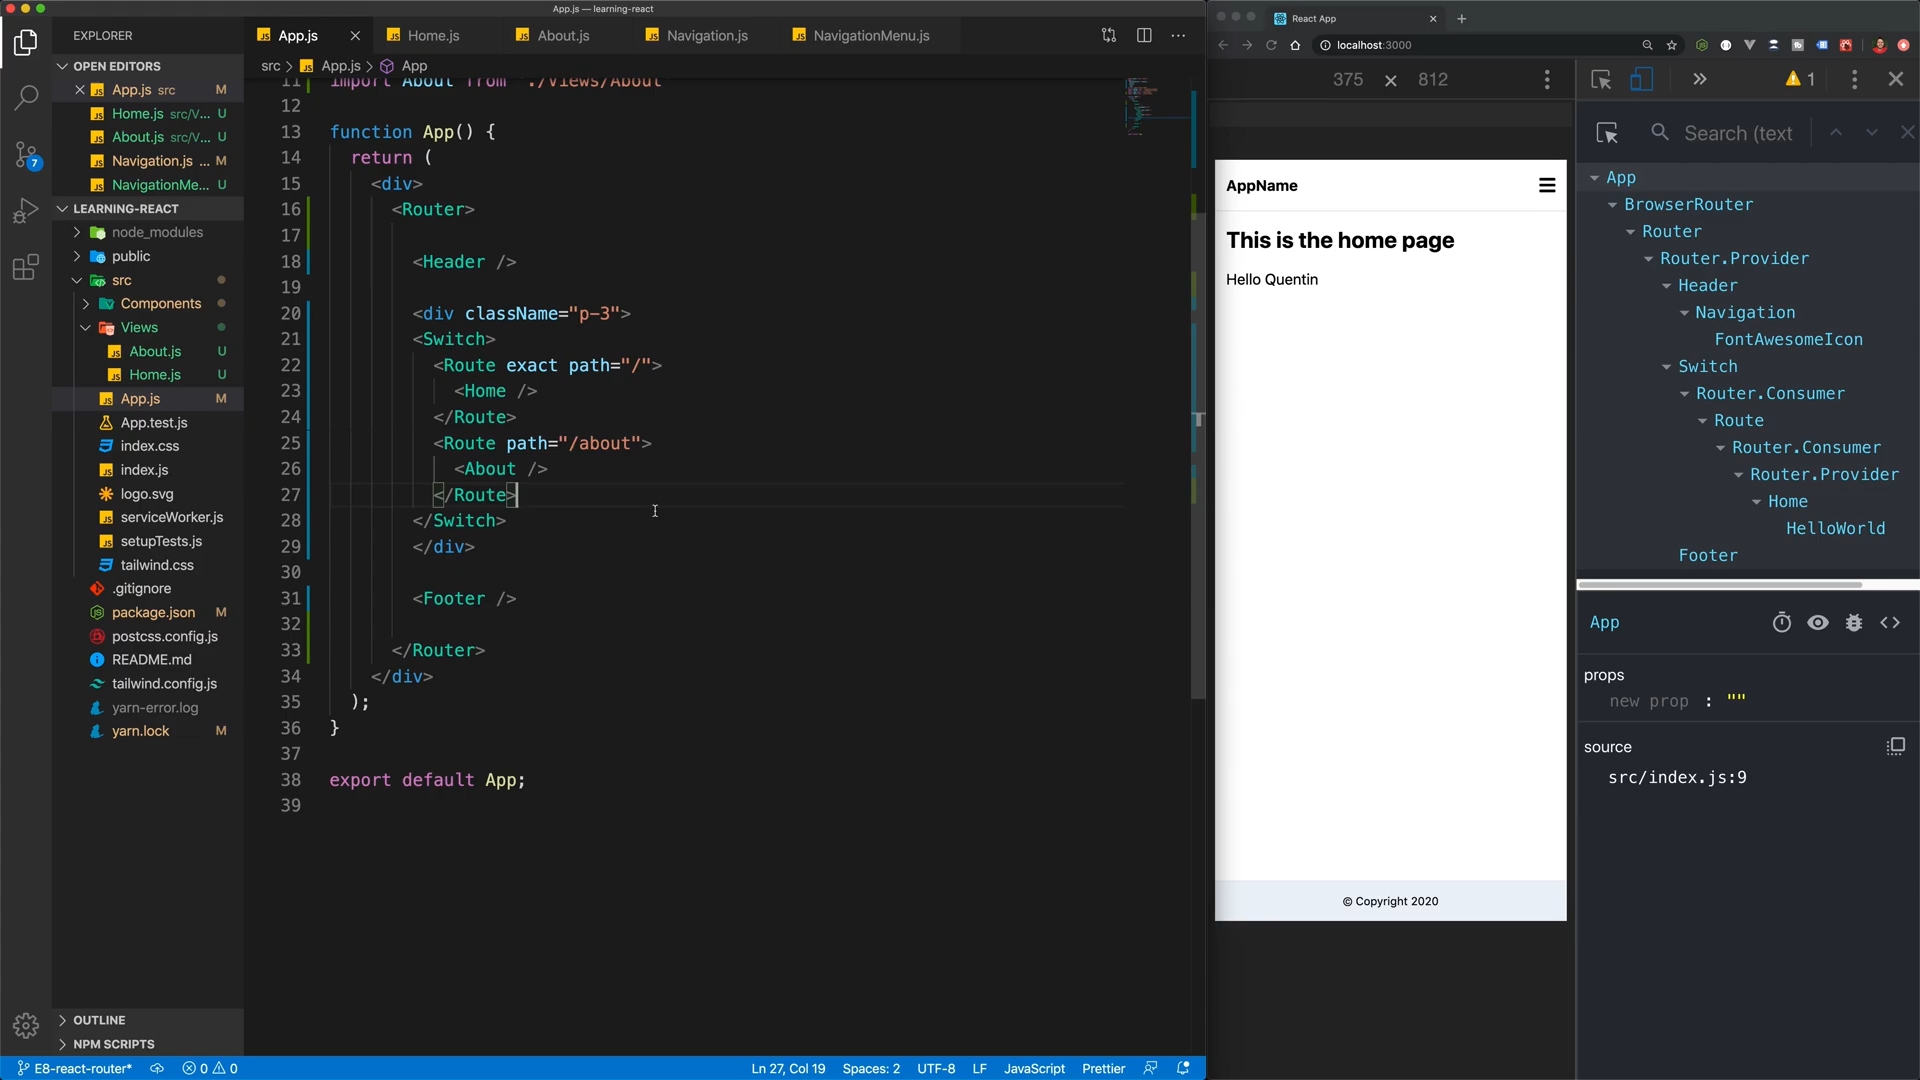 App.js — learning-react
EXPLORER
OPEN EDITORS
App.js src M
Home.js src/V... U
About.js src/V... U
Navigation.js ... M
NavigationMe... U
LEARNING-REACT
node_modules
public
src
Components
Views
About.js U
Home.js U
App.js M
App.test.js
index.css
index.js
logo.svg
serviceWorker.js
setupTests.js
tailwind.css
.gitignore
package.json M
postcss.config.js
README.md
tailwind.config.js
yarn-error.log
yarn.lock M
OUTLINE
NPM SCRIPTS
7
App.js Home.js About.js Navigation.js NavigationMenu.js
src > App.js > App
11 import About from './Views/About'
12
13 function App() {
14 return (
15 <div>
16 <Router>
17
18 <Header />
19
20 <div className="p-3">
21 <Switch>
22 <Route exact path="/">
23 <Home />
24 </Route>
25 <Route path="/about">
26 <About />
27 </Route>
28 </Switch>
29 </div>
30
31 <Footer />
32
33 </Router>
34 </div>
35 );
36 }
37
38 export default App;
39
E8-react-router* 0 0 Ln 27, Col 19 Spaces: 2 UTF-8 LF JavaScript Prettier
React App
localhost:3000
375 × 812
AppName
This is the home page
Hello Quentin
© Copyright 2020
1
Search (text
App
BrowserRouter
Router
Router.Provider
Header
Navigation
FontAwesomeIcon
Switch
Router.Consumer
Route
Router.Consumer
Router.Provider
Home
HelloWorld
Footer
App
props
new prop : ""
source
src/index.js:9